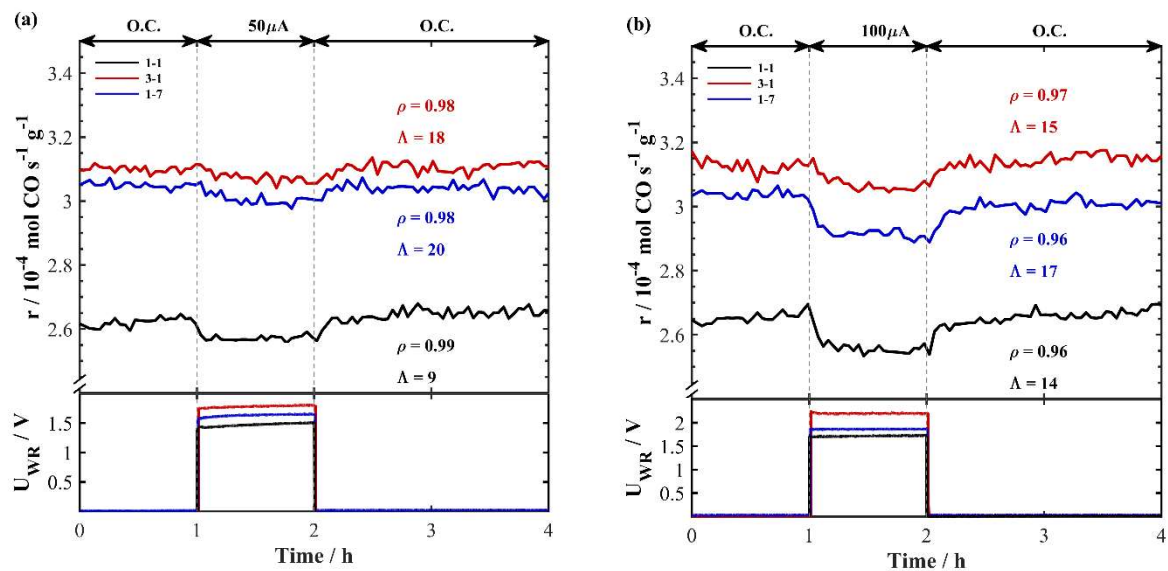 (a)
O.C. 50μA O.C.
1-1
3-1
1-7
3.4
3.2
3
2.8
2.6
r / 10⁻⁴ mol CO s⁻¹ g⁻¹
ρ = 0.98
Λ = 18
ρ = 0.98
Λ = 20
ρ = 0.99
Λ = 9
1.5
1
0.5
U_WR / V
0 1 2 3 4
Time / h
(b)
O.C. 100μA O.C.
1-1
3-1
1-7
3.4
3.2
3
2.8
2.6
r / 10⁻⁴ mol CO s⁻¹ g⁻¹
ρ = 0.97
Λ = 15
ρ = 0.96
Λ = 17
ρ = 0.96
Λ = 14
2
1.5
1
0.5
U_WR / V
0 1 2 3 4
Time / h